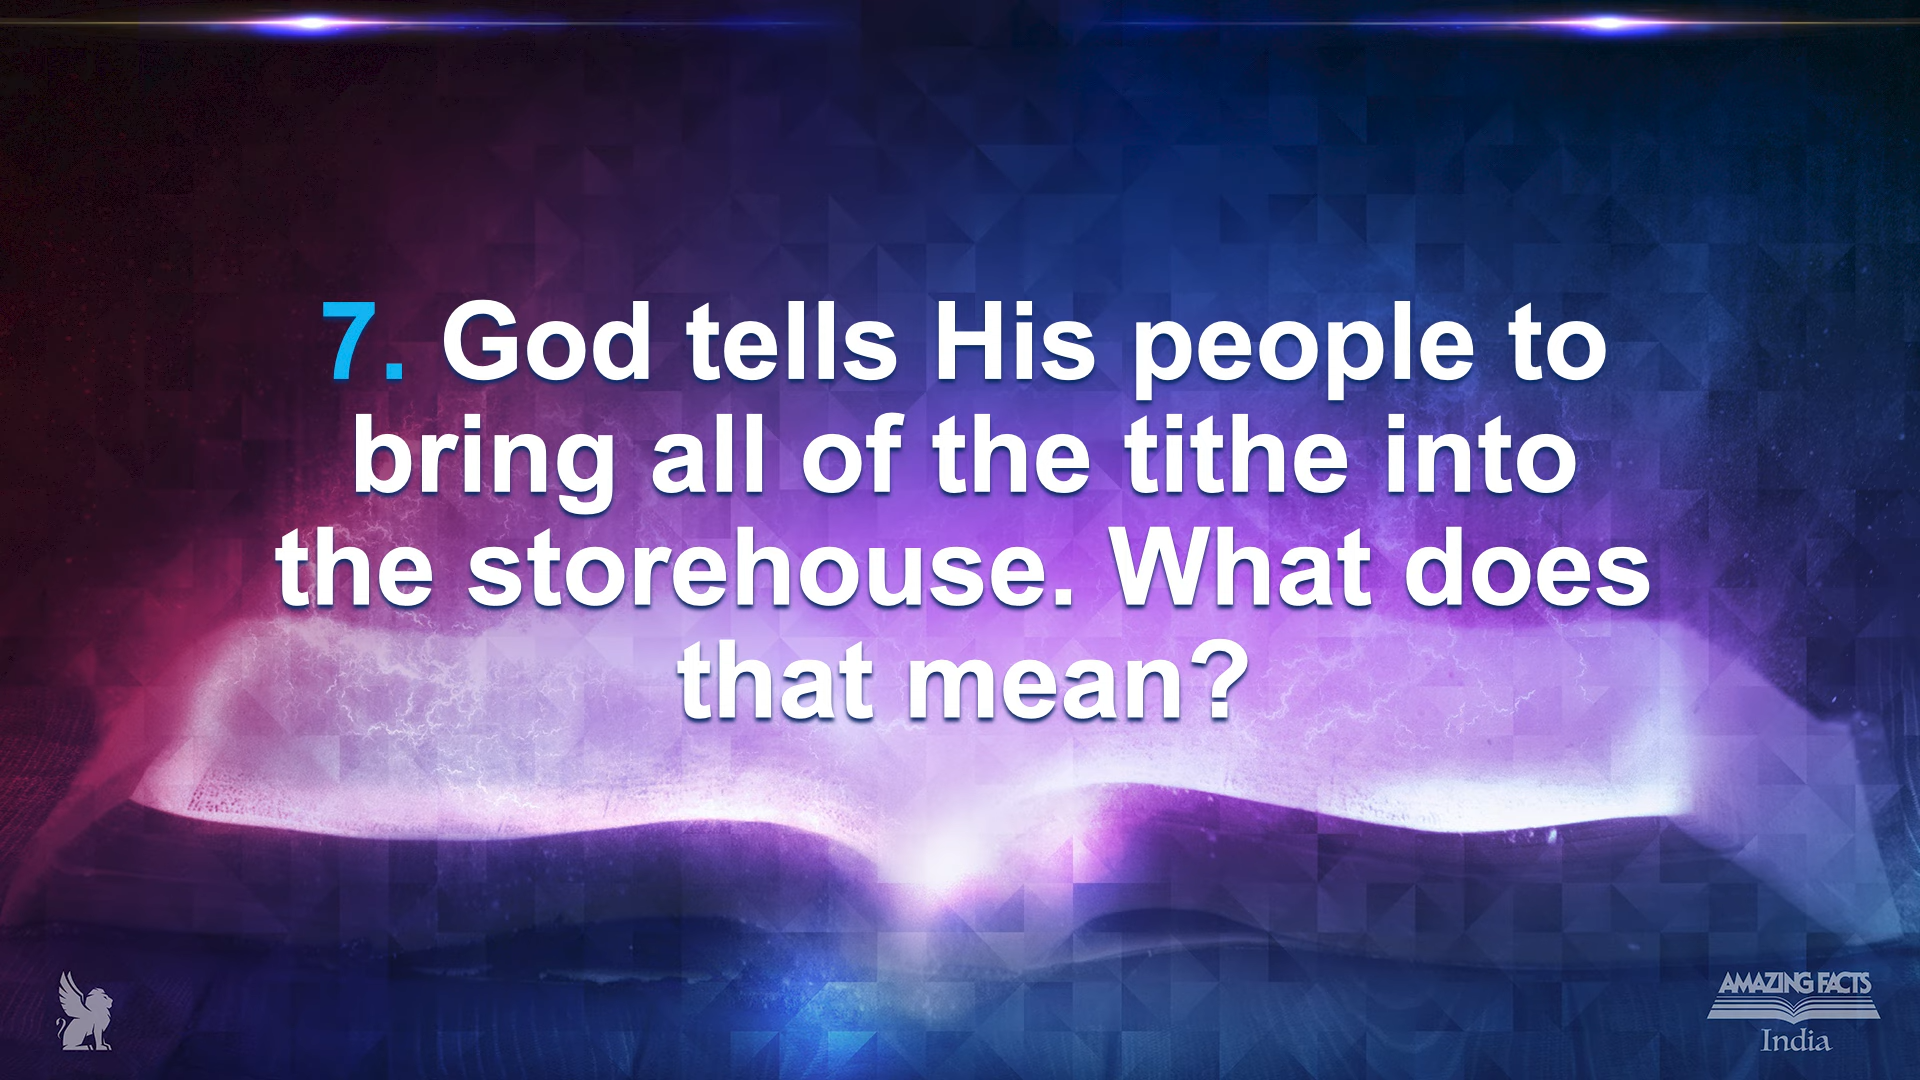 7. God tells His people to
bring all of the tithe into
the storehouse. What does
that mean?
AMAZING FACTS
India